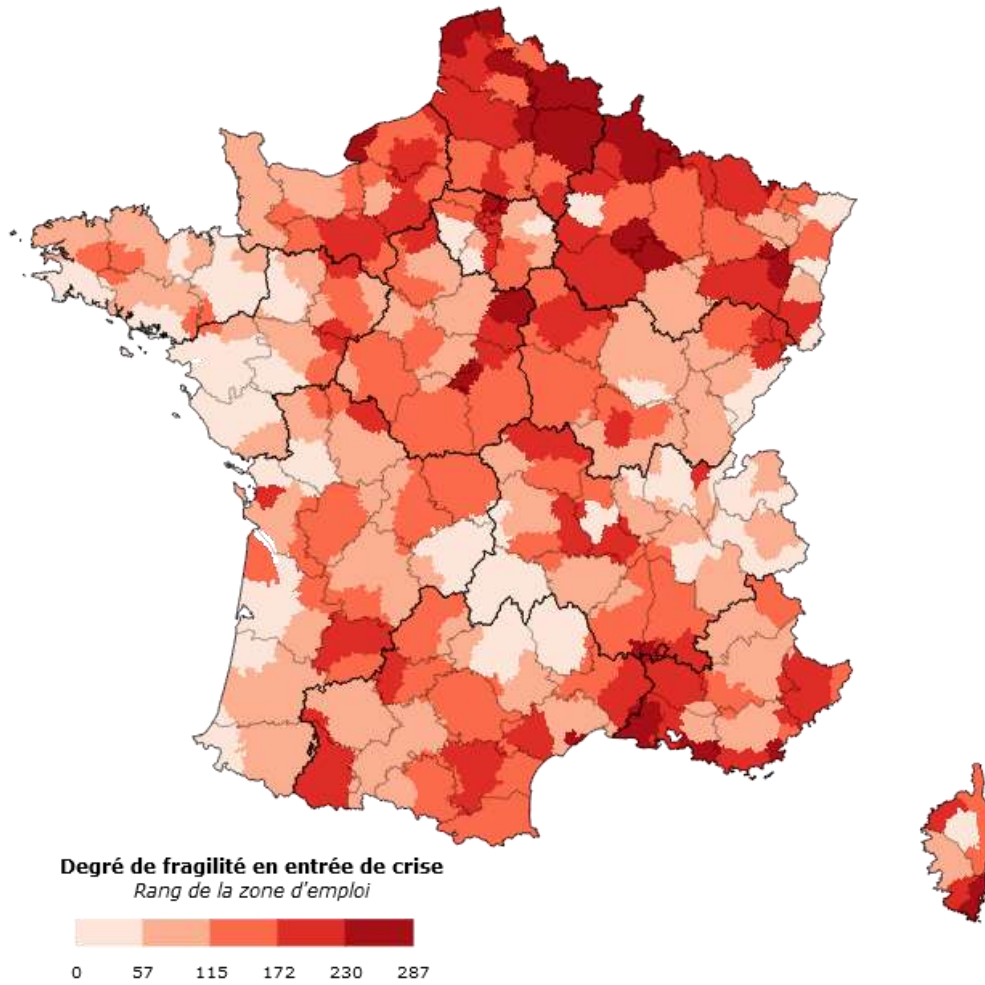 Degré de fragilité en entrée de crise
Rang de la zone d'emploi
0 57 115 172 230 287